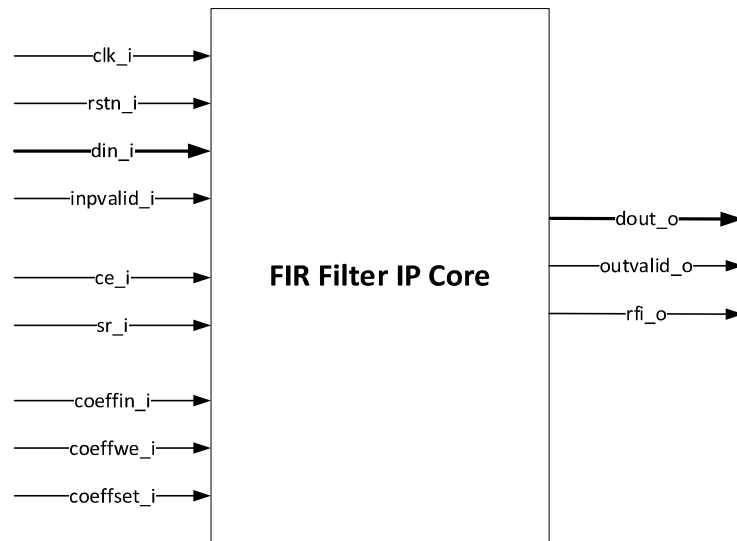 clk_i
rstn_i
din_i
inpvalid_i
ce_i
sr_i
coeffin_i
coeffwe_i
coeffset_i
FIR Filter IP Core
dout_o
outvalid_o
rfi_o